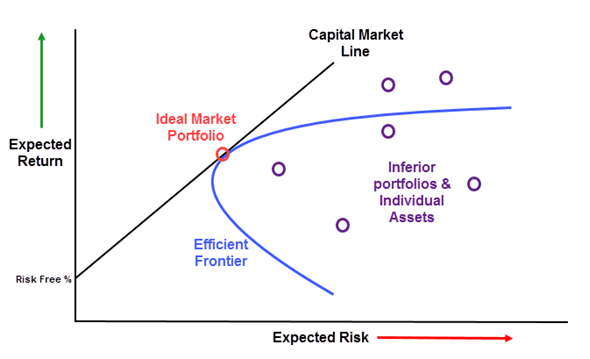 Capital Market
Line
Ideal Market
Portfolio
Expected
Return
Inferior
portfolios &
Individual
Assets
Efficient
Frontier
Risk Free %
Expected Risk